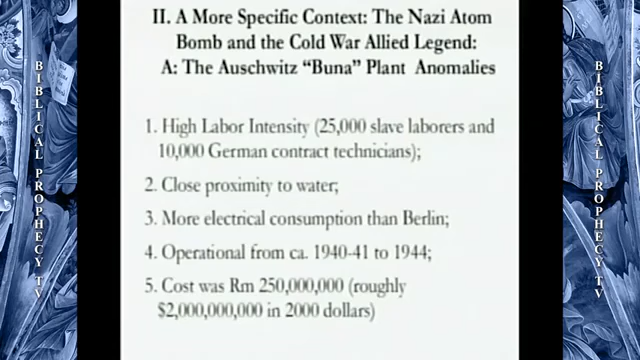 II. A More Specific Context: The Nazi Atom
Bomb and the Cold War Allied Legend:
A: The Auschwitz “Buna” Plant Anomalies
1. High Labor Intensity (25,000 slave laborers and
10,000 German contract technicians);
2. Close proximity to water;
3. More electrical consumption than Berlin;
4. Operational from ca. 1940-41 to 1944;
5. Cost was Rm 250,000,000 (roughly
$2,000,000,000 in 2000 dollars)
BIBLICAL PROPHECY TV
BIBLICAL PROPHECY TV